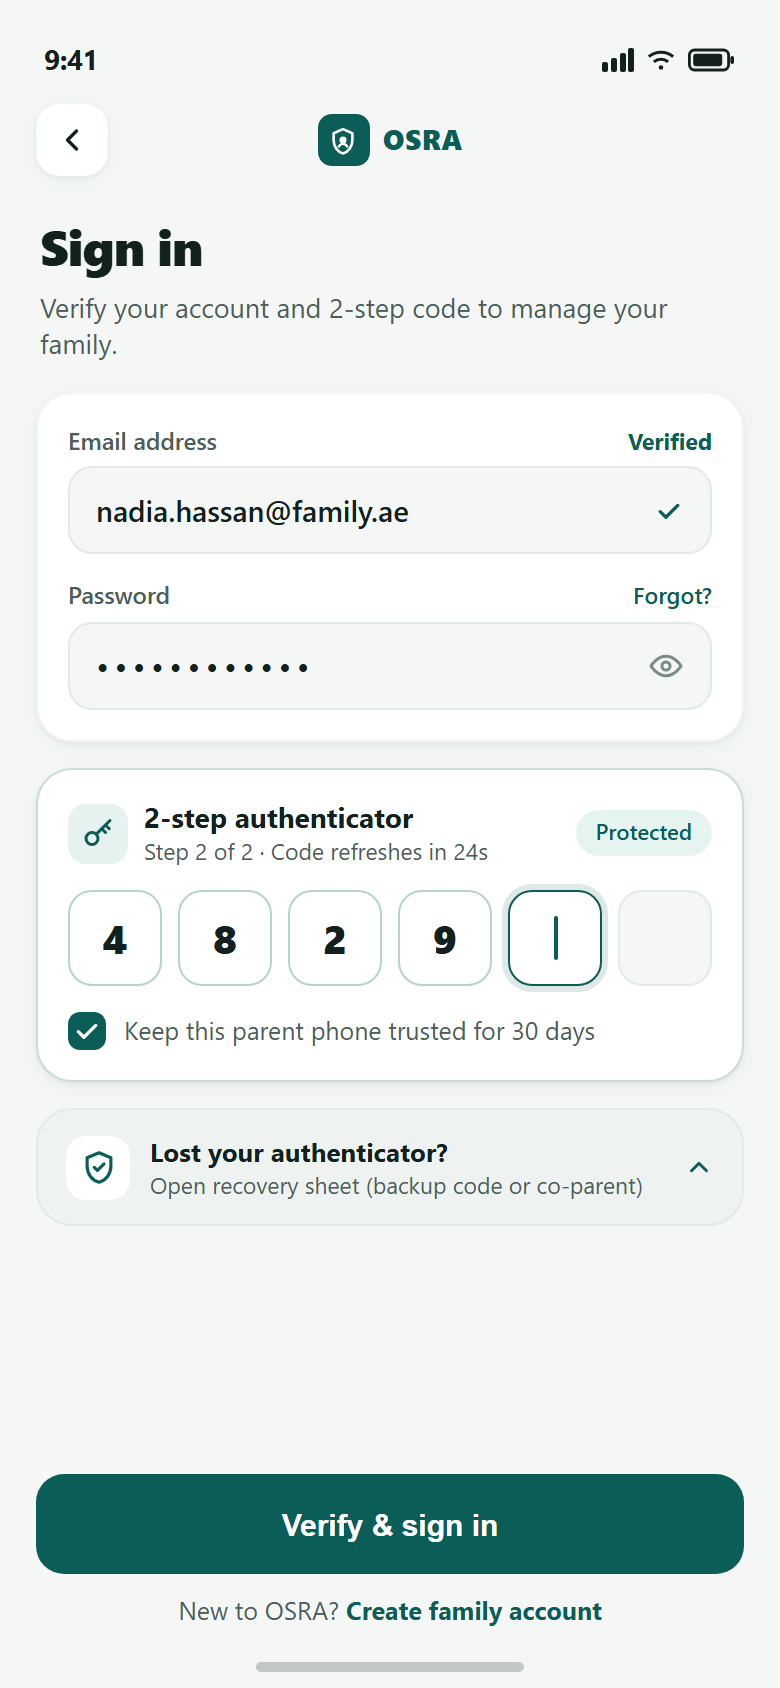 9:41
OSRA
Sign in
Verify your account and 2-step code to manage your
family.
Email address
Verified
nadia.hassan@family.ae
Password
Forgot?
••••••••••••
2-step authenticator
Protected
Step 2 of 2 · Code refreshes in 24s
4 8 2 9
Keep this parent phone trusted for 30 days
Lost your authenticator?
Open recovery sheet (backup code or co-parent)
Verify & sign in
New to OSRA? Create family account